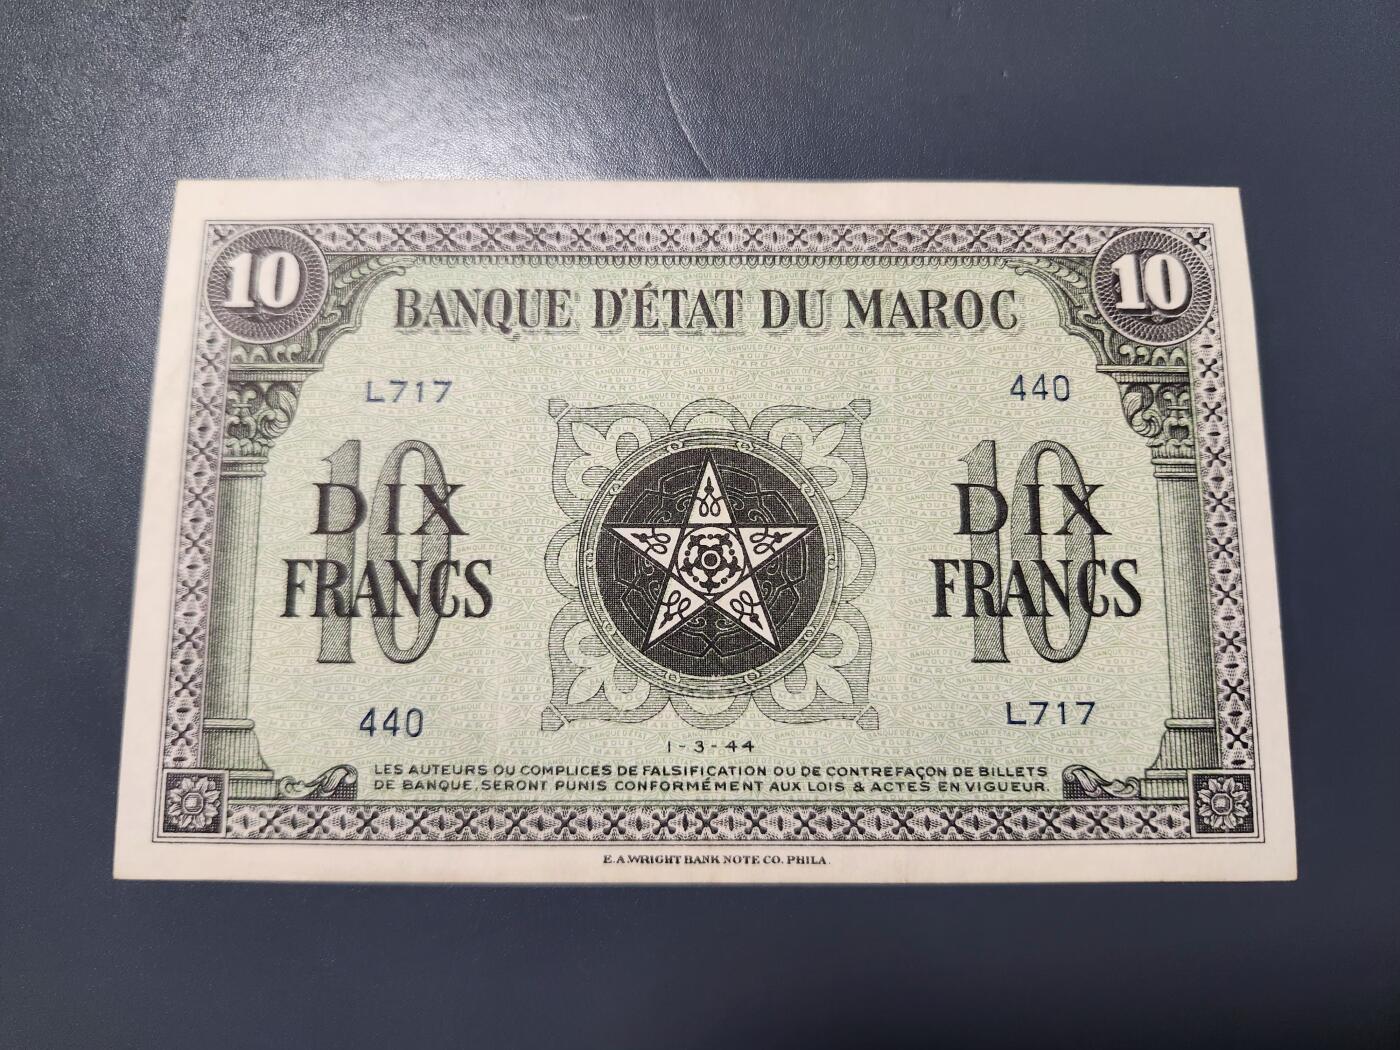 10 10
BANQUE D'ÉTAT DU MAROC
L717 440
10 10
DIX DIX
FRANCS FRANCS
440 L717
1-3-44
LES AUTEURS OU COMPLICES DE FALSIFICATION OU DE CONTREFAÇON DE BILLETS
DE BANQUE, SERONT PUNIS CONFORMÉMENT AUX LOIS & ACTES EN VIGUEUR.
E.A.WRIGHT BANK NOTE CO. PHILA.